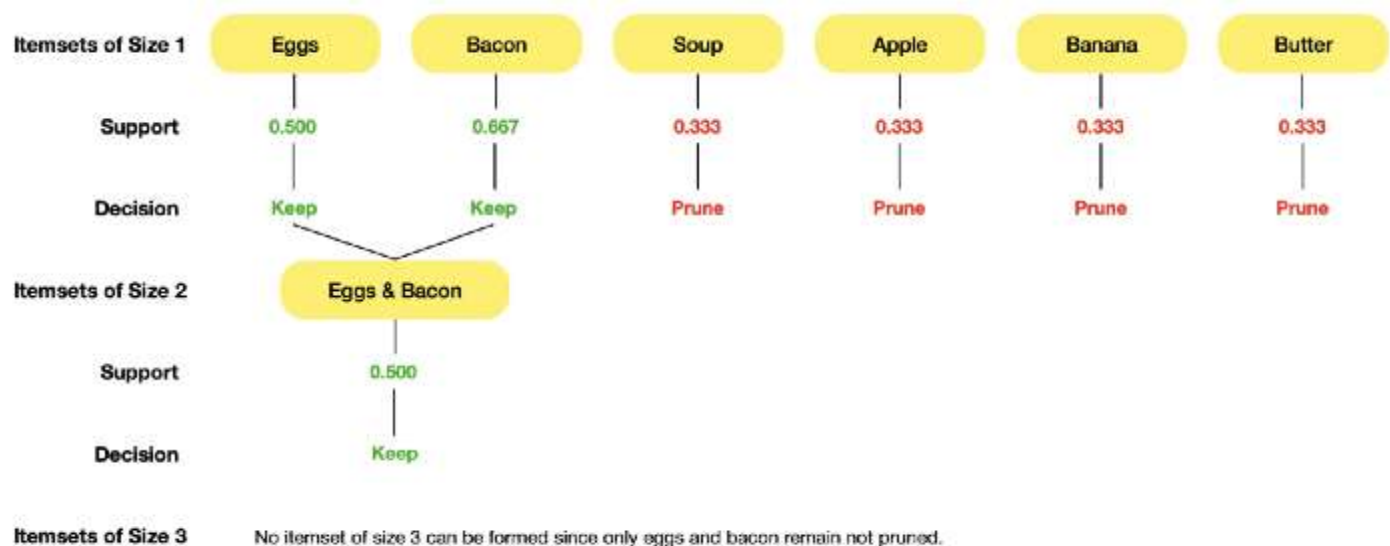 Itemsets of Size 1 Eggs Bacon Soup Apple Banana Butter
Support 0.500 0.667 0.333 0.333 0.333 0.333
Decision Keep Keep Prune Prune Prune Prune
Itemsets of Size 2 Eggs & Bacon
Support 0.500
Decision Keep
Itemsets of Size 3 No itemset of size 3 can be formed since only eggs and bacon remain not pruned.